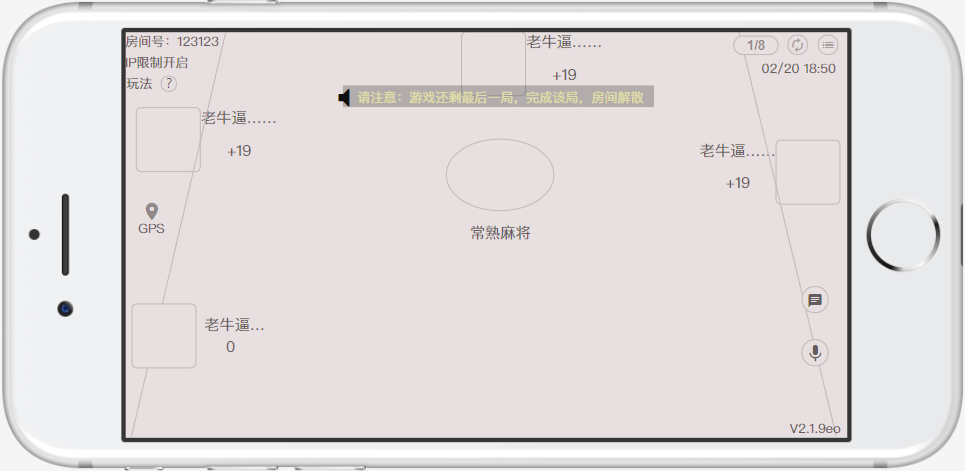 房间号：123123
IP限制开启
玩法 ?
老牛逼……
+19
1/8
02/20 18:50
请注意：游戏还剩最后一局，完成该局，房间解散
老牛逼……
+19
老牛逼……
+19
GPS
常熟麻将
老牛逼…
0
V2.1.9eo